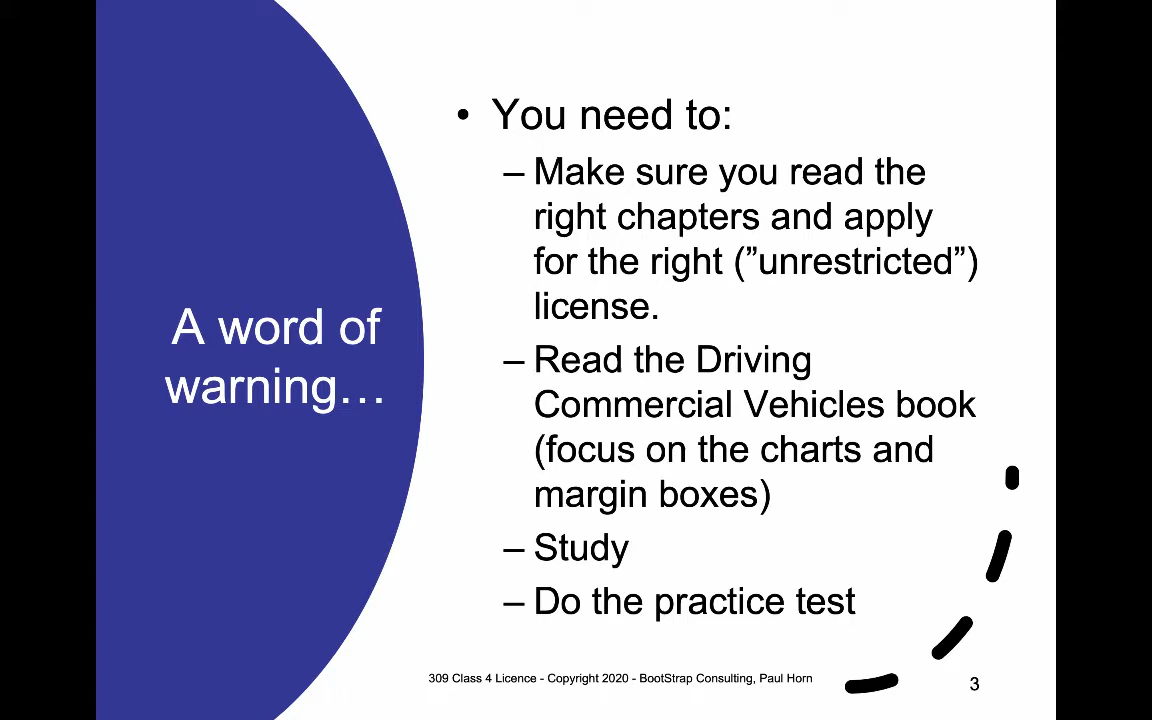 A word of
warning…
• You need to:
– Make sure you read the
right chapters and apply
for the right (”unrestricted”)
license.
– Read the Driving
Commercial Vehicles book
(focus on the charts and
margin boxes)
– Study
– Do the practice test
309 Class 4 Licence - Copyright 2020 - BootStrap Consulting, Paul Horn
3